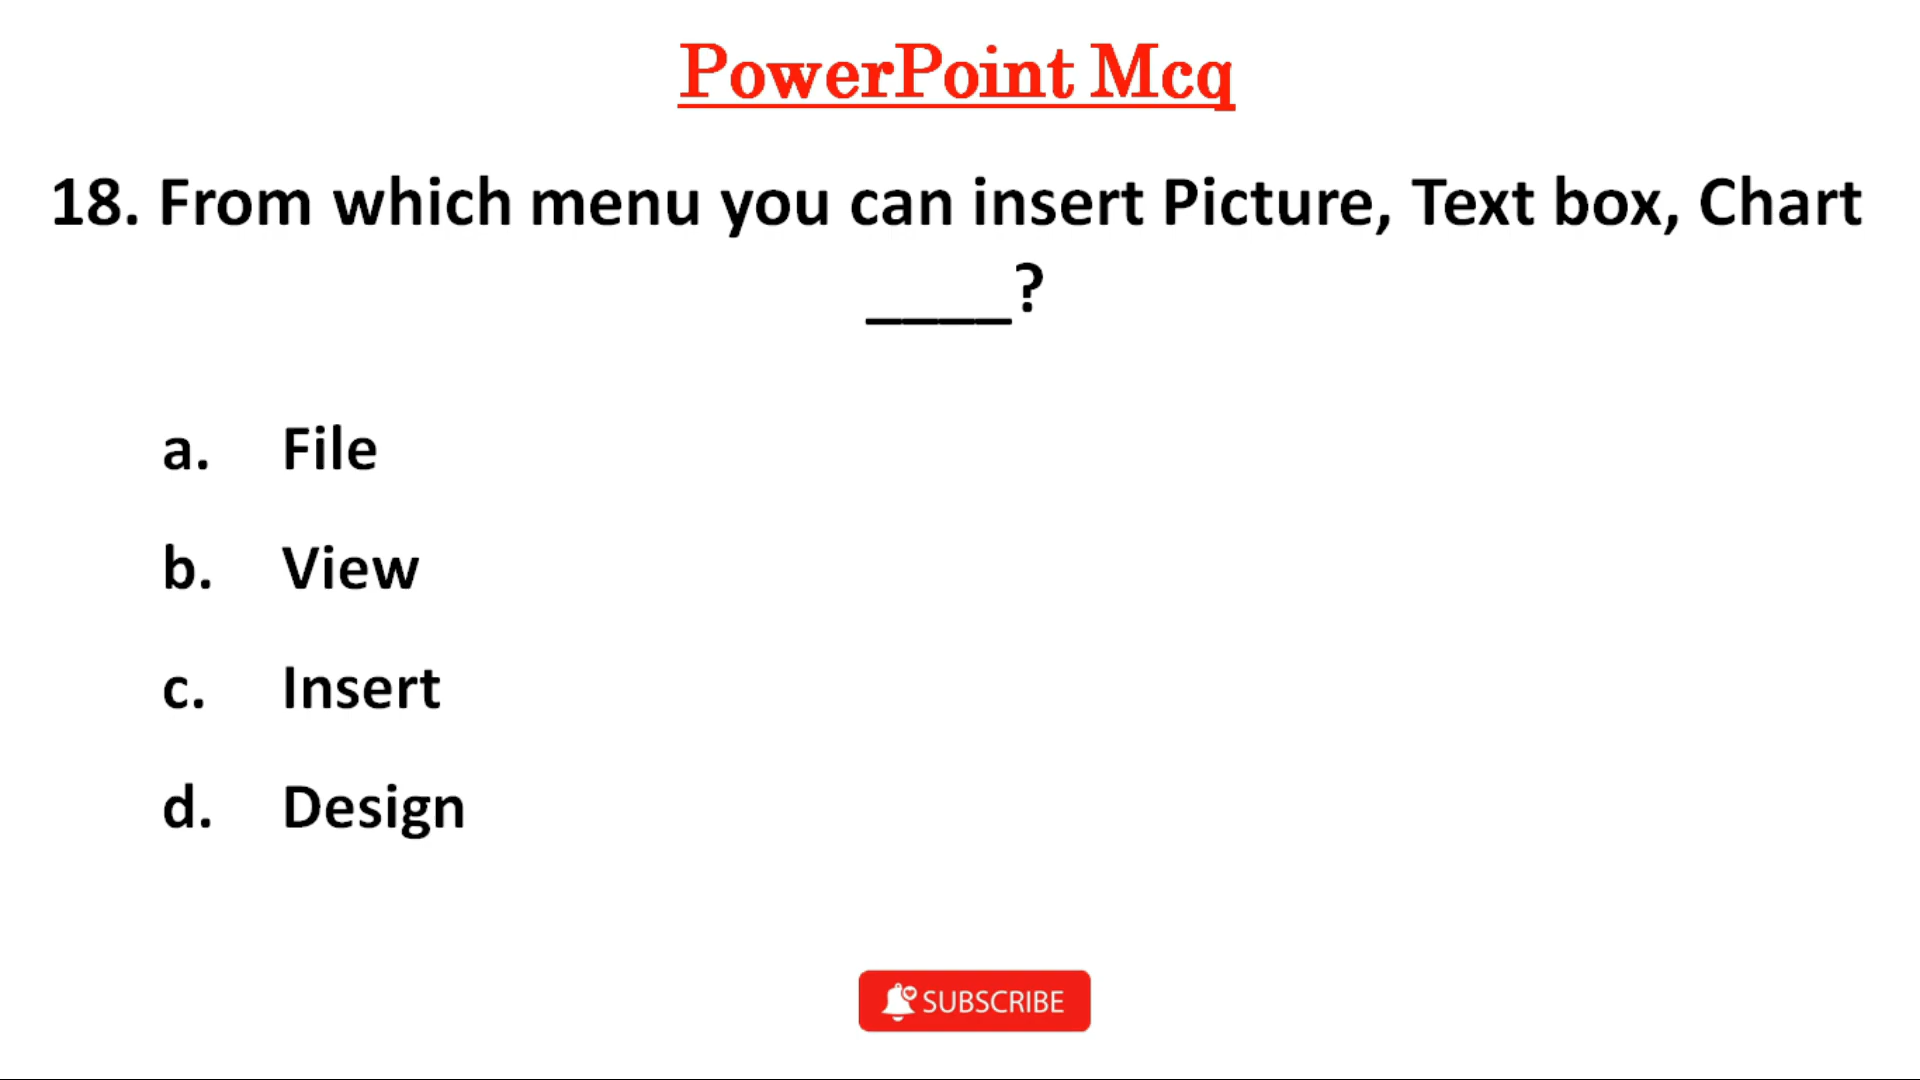 PowerPoint Mcq
18. From which menu you can insert Picture, Text box, Chart
____?
a. File
b. View
c. Insert
d. Design
SUBSCRIBE